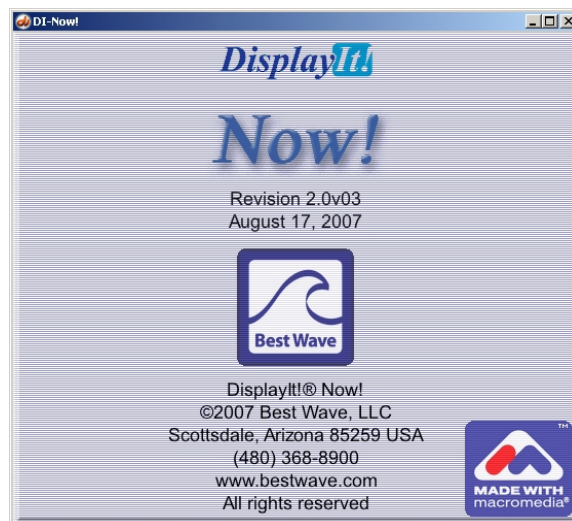 DI-Now!
DisplayIt!
Now!
Revision 2.0v03
August 17, 2007
Best Wave
DisplayIt!® Now!
©2007 Best Wave, LLC
Scottsdale, Arizona 85259 USA
(480) 368-8900
www.bestwave.com
All rights reserved
TM
MADE WITH
macromedia®